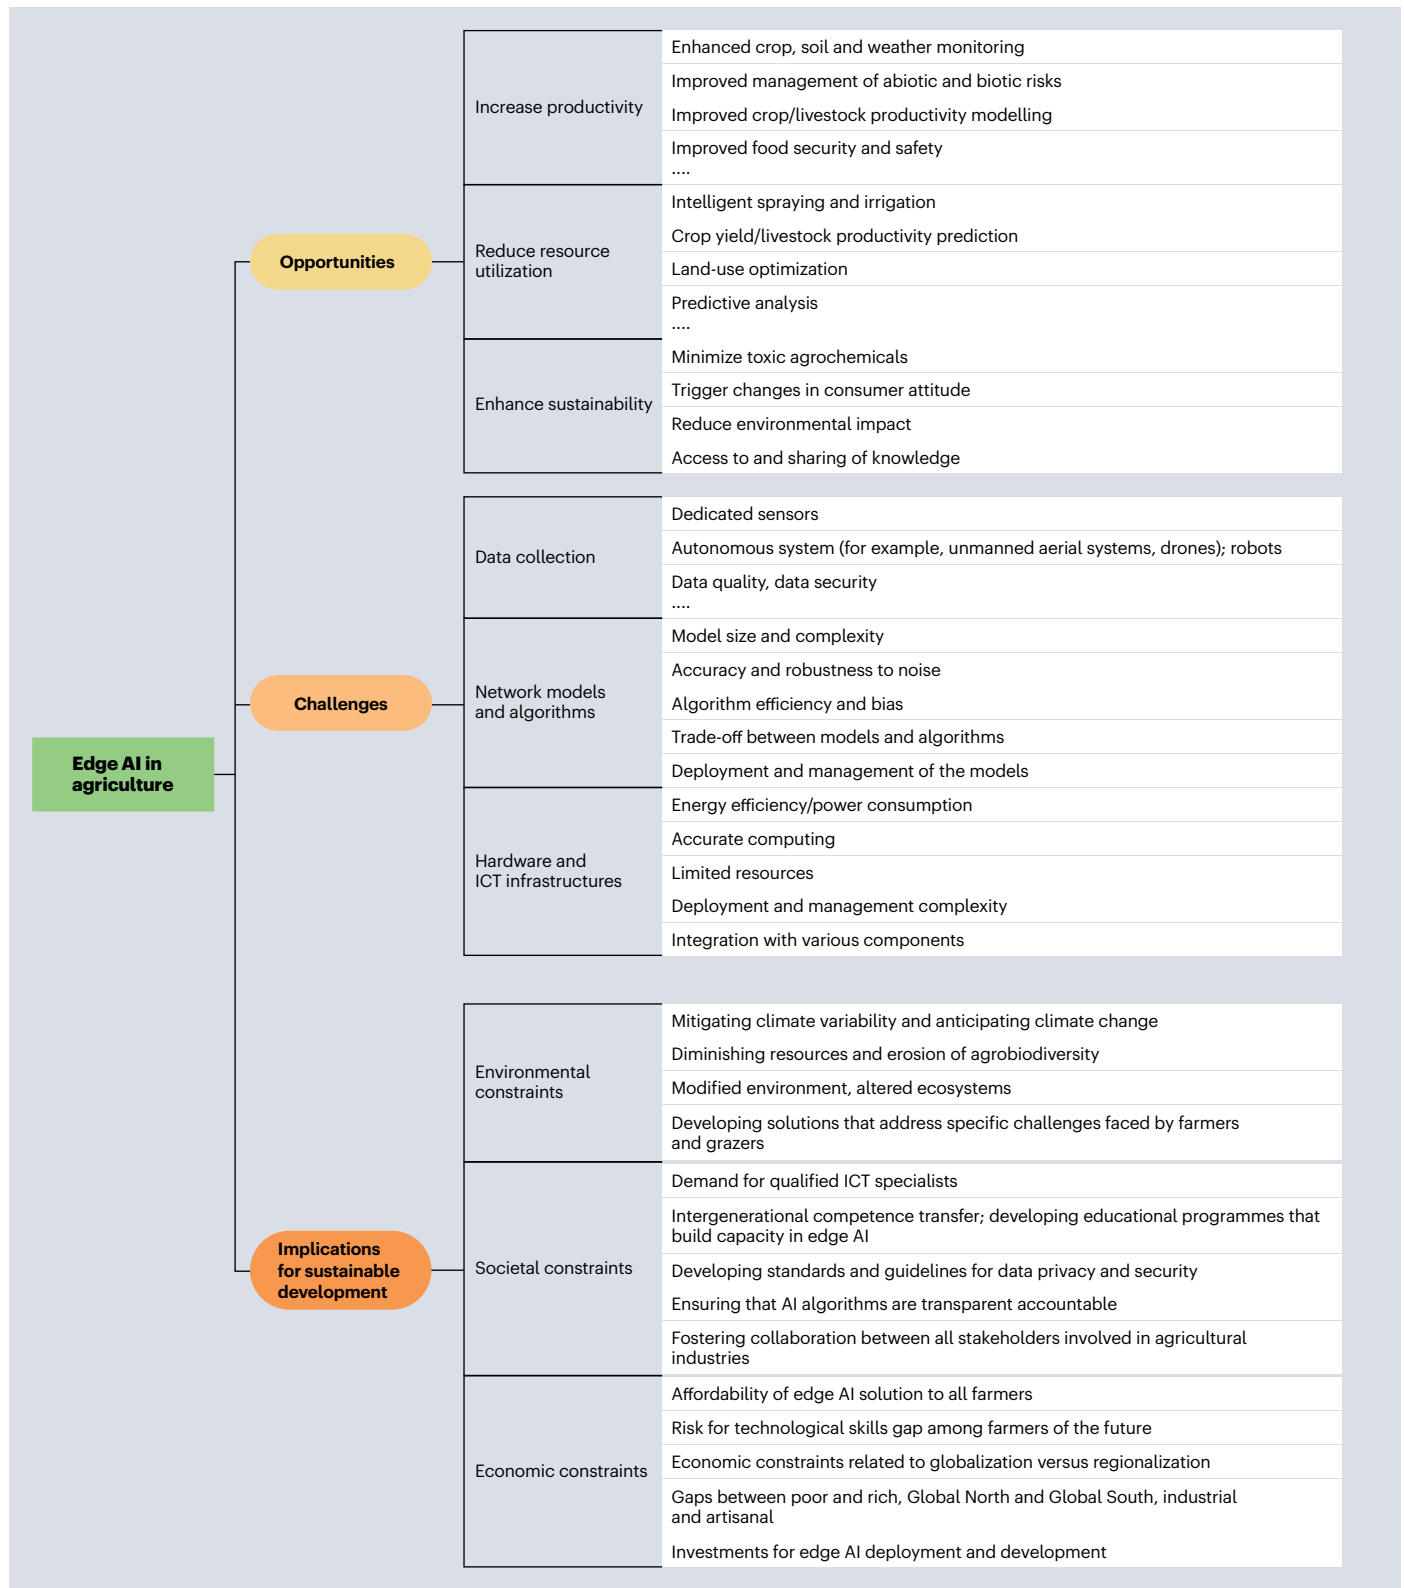 Edge AI in
agriculture
Opportunities
Increase productivity
Enhanced crop, soil and weather monitoring
Improved management of abiotic and biotic risks
Improved crop/livestock productivity modelling
Improved food security and safety
....
Reduce resource
utilization
Intelligent spraying and irrigation
Crop yield/livestock productivity prediction
Land-use optimization
Predictive analysis
....
Enhance sustainability
Minimize toxic agrochemicals
Trigger changes in consumer attitude
Reduce environmental impact
Access to and sharing of knowledge
Challenges
Data collection
Dedicated sensors
Autonomous system (for example, unmanned aerial systems, drones); robots
Data quality, data security
....
Network models
and algorithms
Model size and complexity
Accuracy and robustness to noise
Algorithm efficiency and bias
Trade-off between models and algorithms
Deployment and management of the models
Hardware and
ICT infrastructures
Energy efficiency/power consumption
Accurate computing
Limited resources
Deployment and management complexity
Integration with various components
Implications
for sustainable
development
Environmental
constraints
Mitigating climate variability and anticipating climate change
Diminishing resources and erosion of agrobiodiversity
Modified environment, altered ecosystems
Developing solutions that address specific challenges faced by farmers
and grazers
Societal constraints
Demand for qualified ICT specialists
Intergenerational competence transfer; developing educational programmes that
build capacity in edge AI
Developing standards and guidelines for data privacy and security
Ensuring that AI algorithms are transparent accountable
Fostering collaboration between all stakeholders involved in agricultural
industries
Economic constraints
Affordability of edge AI solution to all farmers
Risk for technological skills gap among farmers of the future
Economic constraints related to globalization versus regionalization
Gaps between poor and rich, Global North and Global South, industrial
and artisanal
Investments for edge AI deployment and development